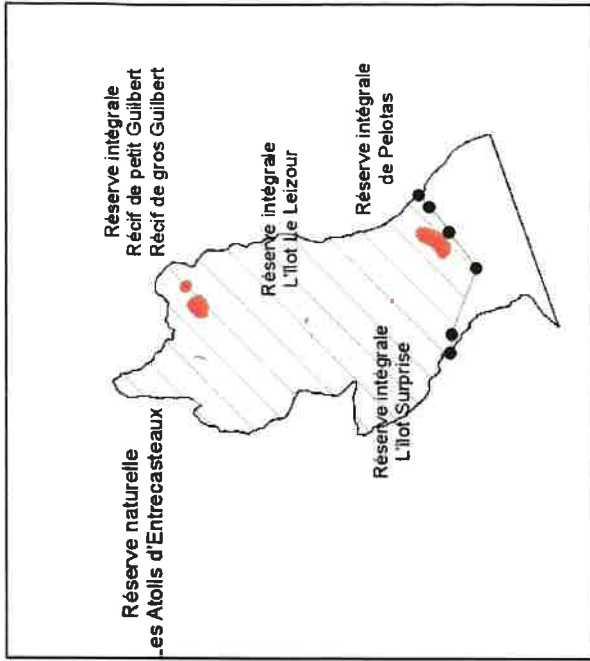 Réserve naturelle
Les Atolls d'Entrecasteaux
Réserve intégrale
Récif de petit Guilbert
Récif de gros Guilbert
Réserve intégrale
L'îlot Le Leizour
Réserve intégrale
L'îlot Surprise
Réserve intégrale
de Pelotas